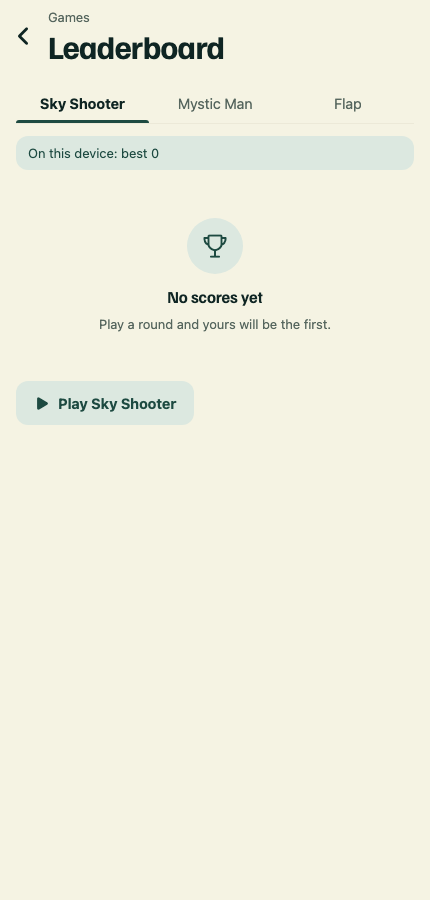 Games
Leaderboard
Sky Shooter
Mystic Man
Flap
On this device: best 0
No scores yet
Play a round and yours will be the first.
Play Sky Shooter